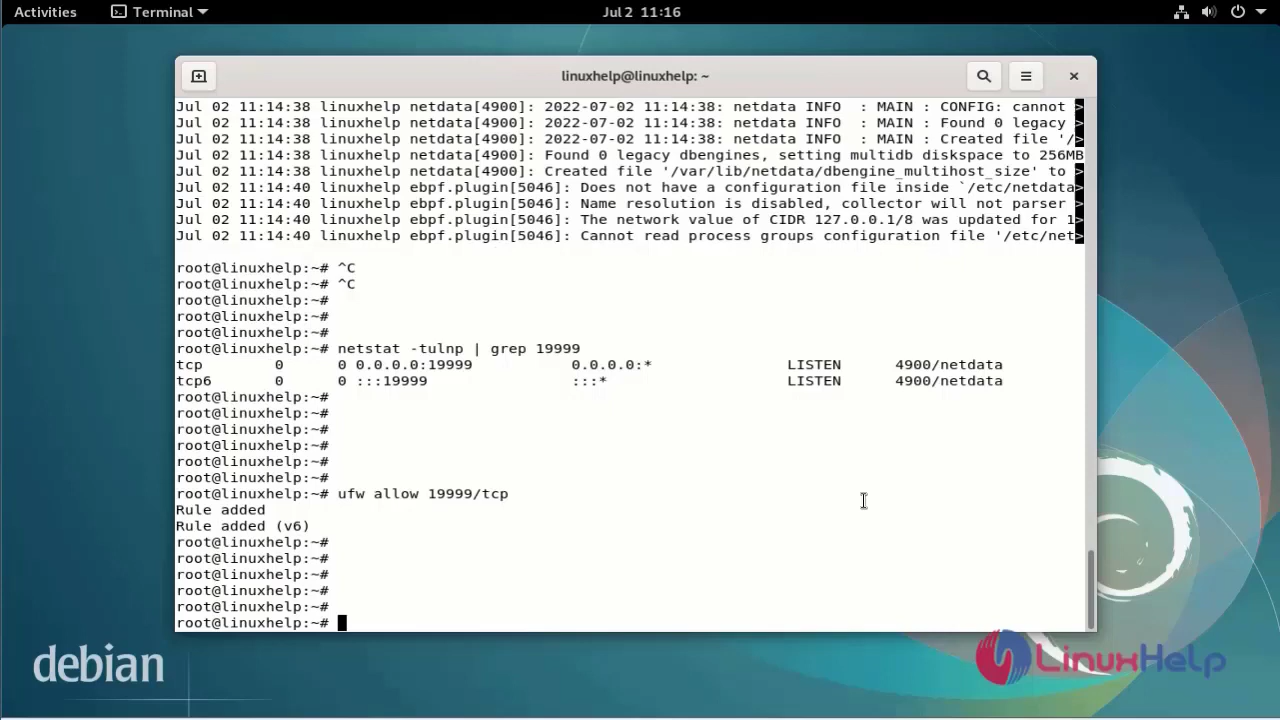 Activities Terminal Jul 2 11:16
linuxhelp@linuxhelp: ~
Jul 02 11:14:38 linuxhelp netdata[4900]: 2022-07-02 11:14:38: netdata INFO  : MAIN : CONFIG: cannot >
Jul 02 11:14:38 linuxhelp netdata[4900]: 2022-07-02 11:14:38: netdata INFO  : MAIN : Found 0 legacy >
Jul 02 11:14:38 linuxhelp netdata[4900]: 2022-07-02 11:14:38: netdata INFO  : MAIN : Created file '/>
Jul 02 11:14:38 linuxhelp netdata[4900]: Found 0 legacy dbengines, setting multidb diskspace to 256MB
Jul 02 11:14:38 linuxhelp netdata[4900]: Created file '/var/lib/netdata/dbengine_multihost_size' to >
Jul 02 11:14:40 linuxhelp ebpf.plugin[5046]: Does not have a configuration file inside `/etc/netdata>
Jul 02 11:14:40 linuxhelp ebpf.plugin[5046]: Name resolution is disabled, collector will not parser >
Jul 02 11:14:40 linuxhelp ebpf.plugin[5046]: The network value of CIDR 127.0.0.1/8 was updated for 1>
Jul 02 11:14:40 linuxhelp ebpf.plugin[5046]: Cannot read process groups configuration file '/etc/net>
root@linuxhelp:~# ^C
root@linuxhelp:~# ^C
root@linuxhelp:~#
root@linuxhelp:~#
root@linuxhelp:~#
root@linuxhelp:~# netstat -tulnp | grep 19999
tcp        0      0 0.0.0.0:19999           0.0.0.0:*               LISTEN      4900/netdata
tcp6       0      0 :::19999                :::*                    LISTEN      4900/netdata
root@linuxhelp:~#
root@linuxhelp:~#
root@linuxhelp:~#
root@linuxhelp:~#
root@linuxhelp:~#
root@linuxhelp:~#
root@linuxhelp:~# ufw allow 19999/tcp
Rule added
Rule added (v6)
root@linuxhelp:~#
root@linuxhelp:~#
root@linuxhelp:~#
root@linuxhelp:~#
root@linuxhelp:~#
root@linuxhelp:~#
debian
LinuxHelp